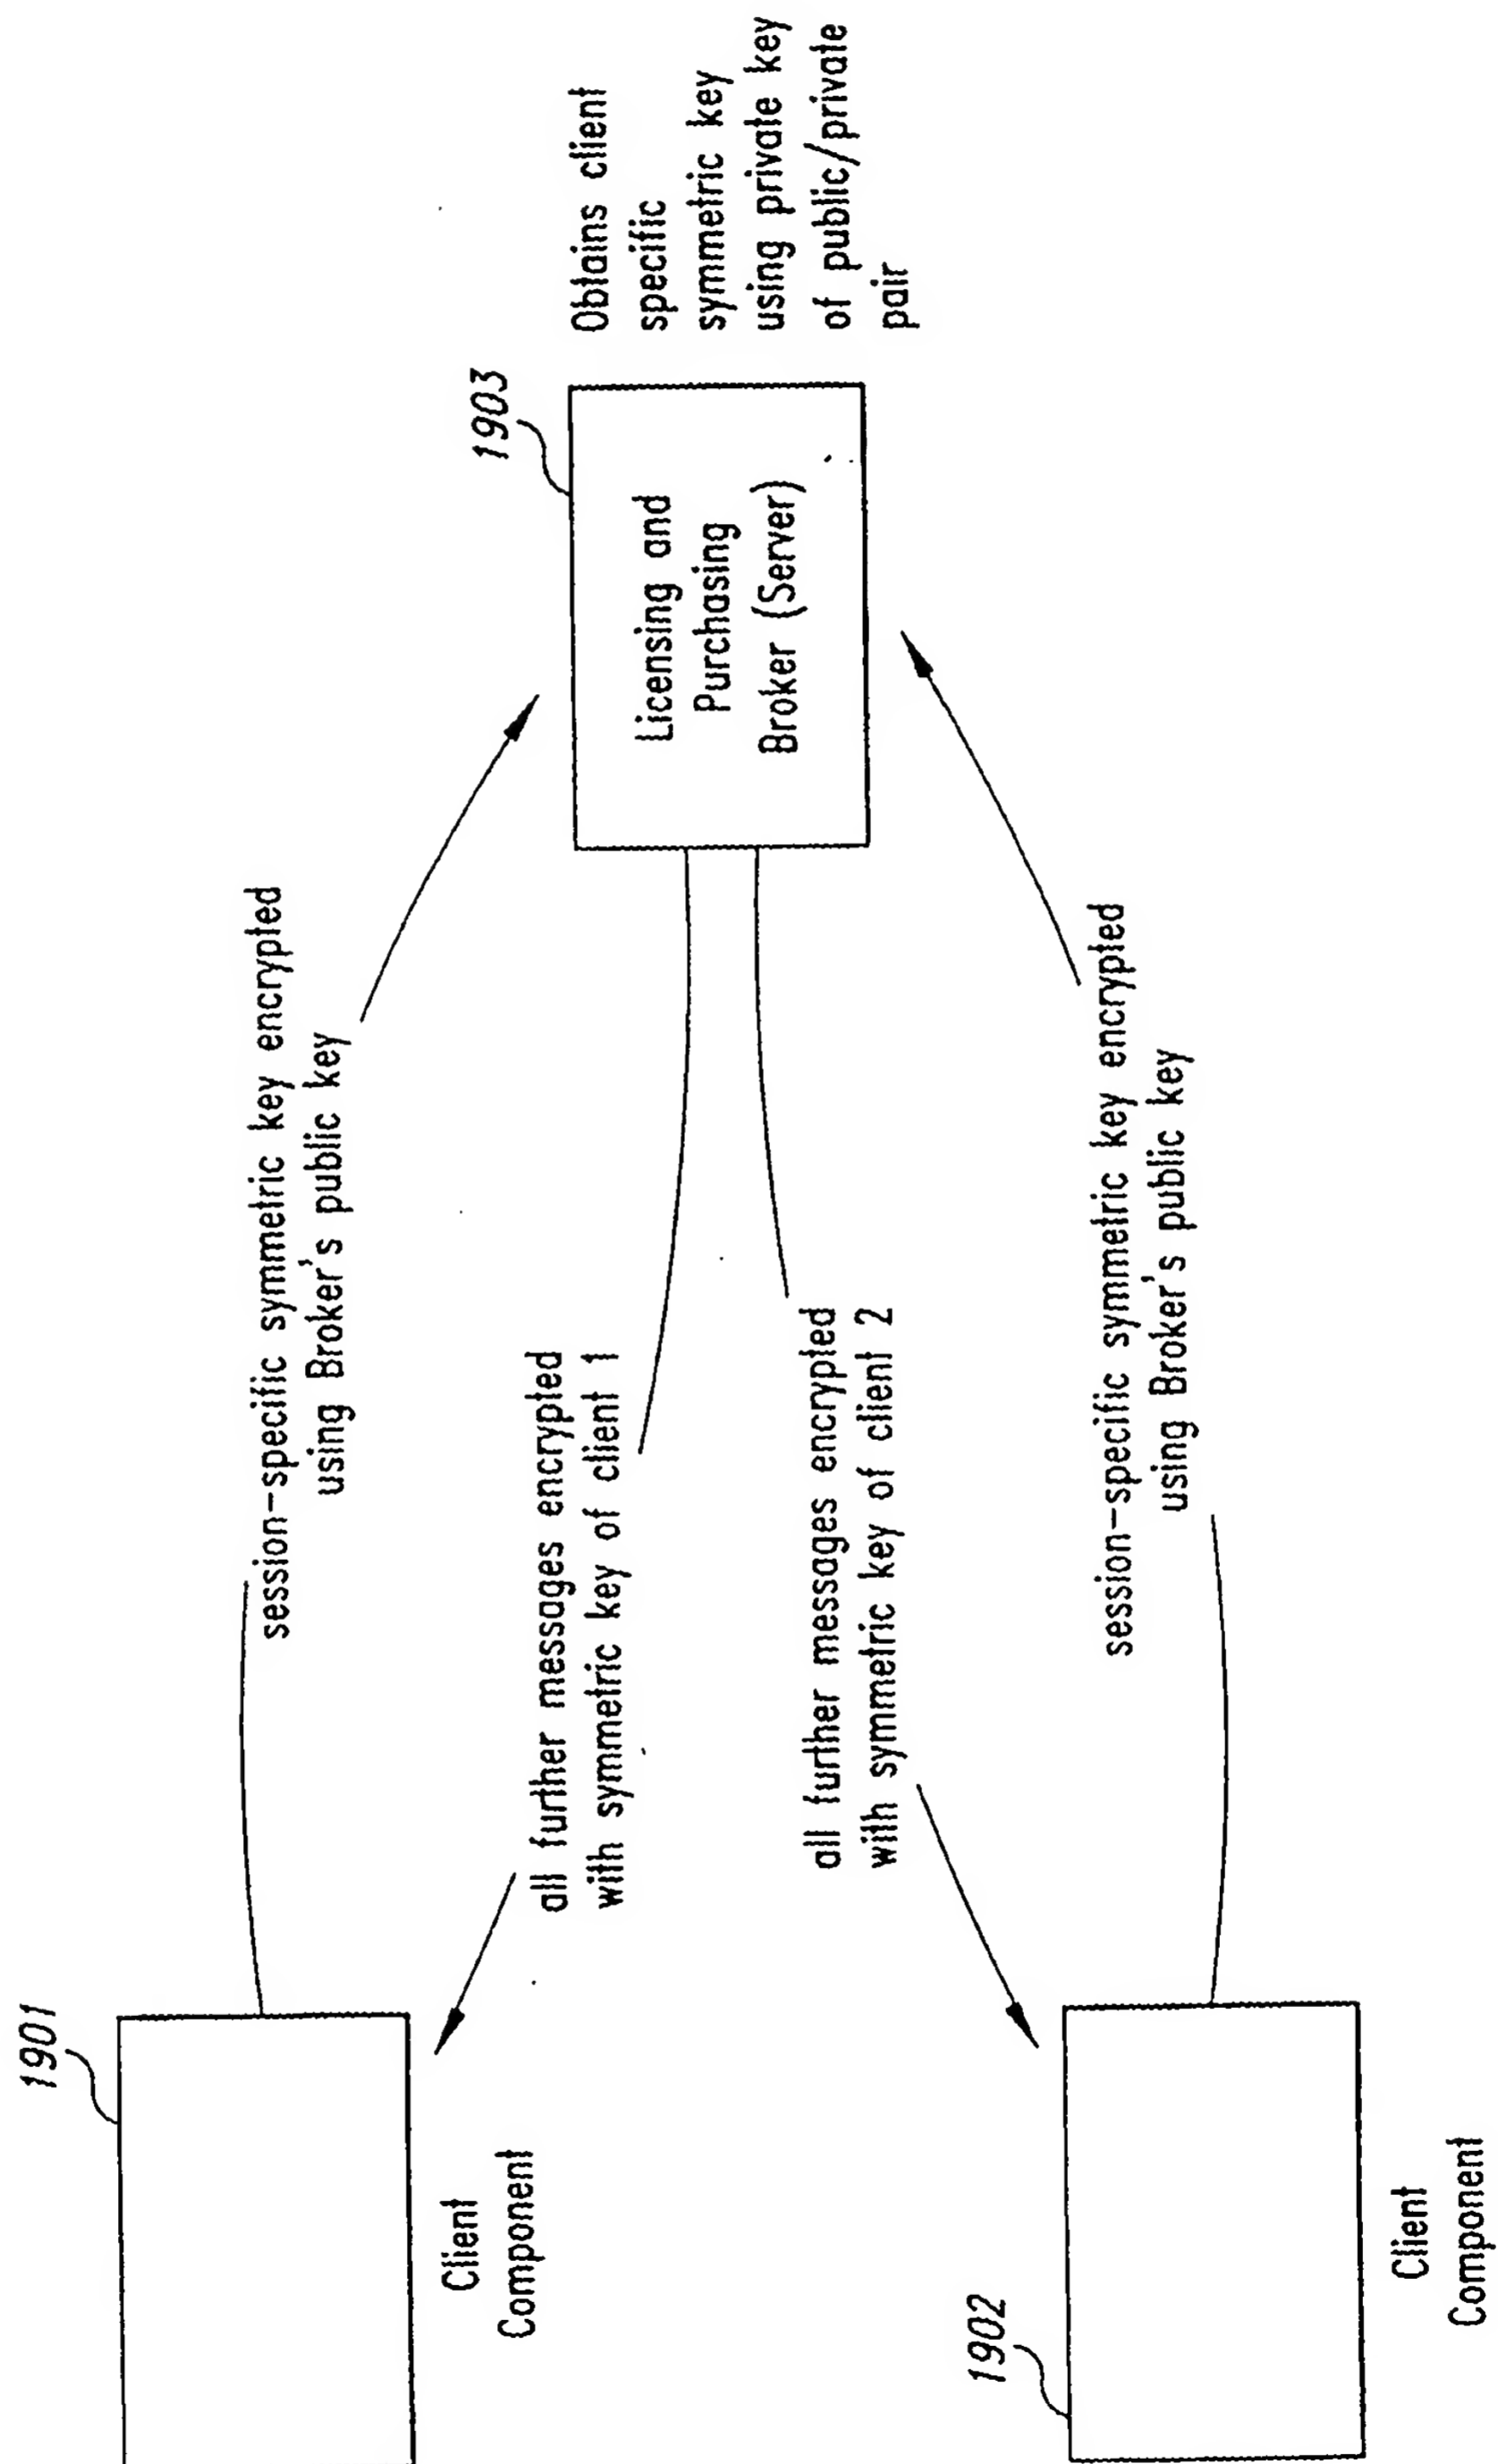 1901
Client
Component
session-specific symmetric key encrypted
using Broker's public key
all further messages encrypted
with symmetric key of client 1
1903
Licensing and
Purchasing
Broker (Server)
Obtains client
specific
symmetric key
using private key
of public/private
pair
all further messages encrypted
with symmetric key of client 2
session-specific symmetric key encrypted
using Broker's public key
1902
Client
Component